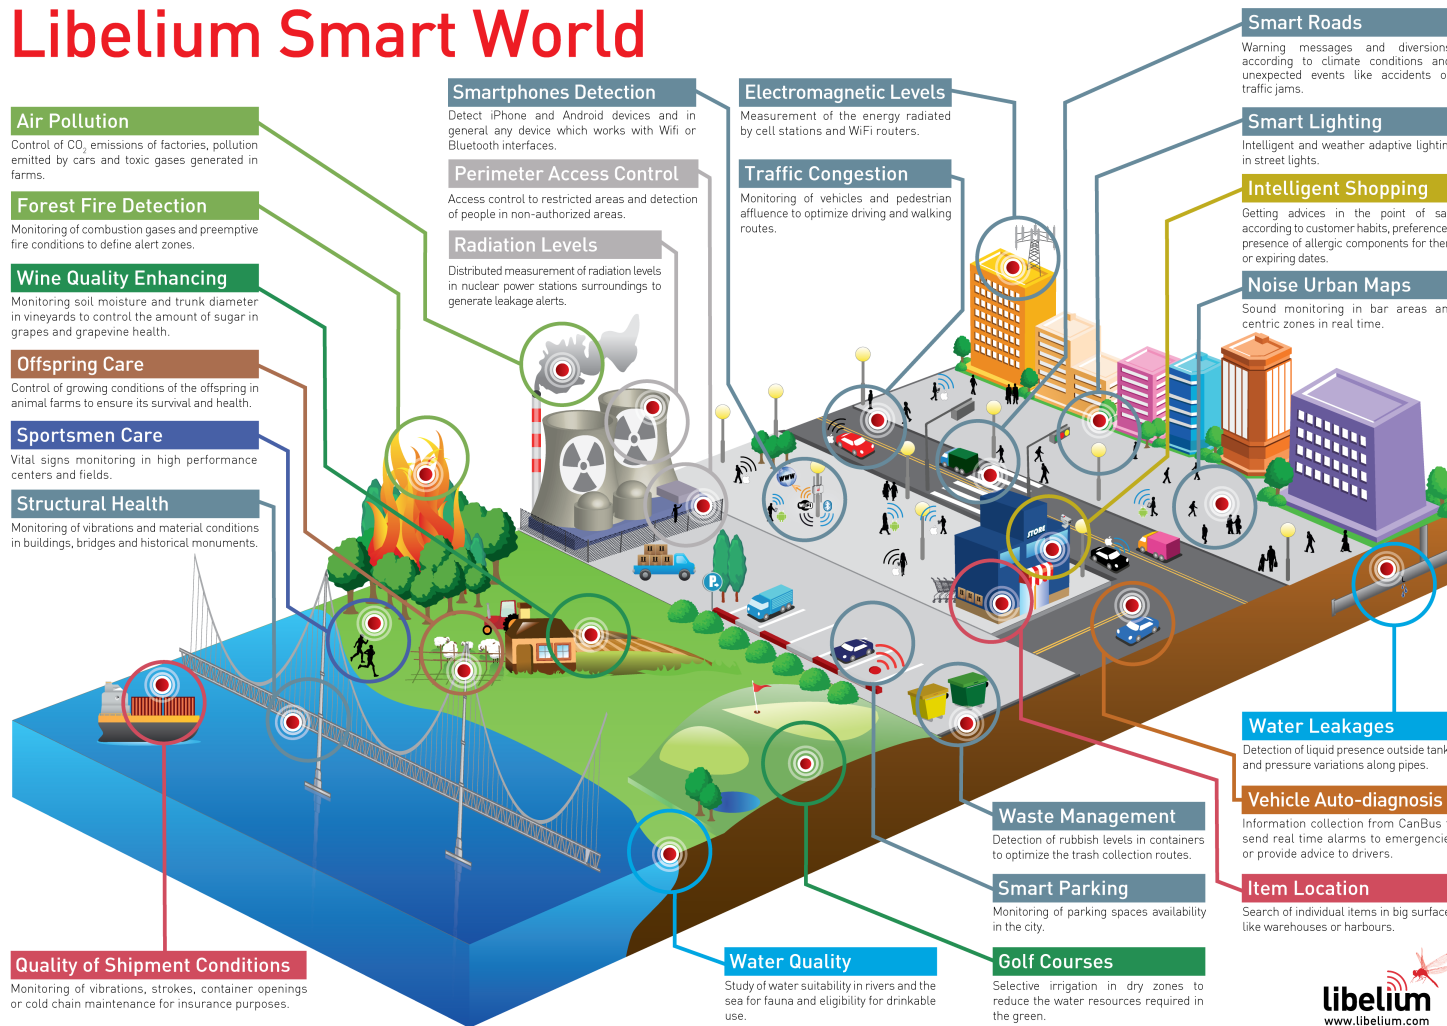 Libelium Smart World
Air Pollution
Control of CO₂ emissions of factories, pollution
emitted by cars and toxic gases generated in
farms.
Forest Fire Detection
Monitoring of combustion gases and preemptive
fire conditions to define alert zones.
Wine Quality Enhancing
Monitoring soil moisture and trunk diameter
in vineyards to control the amount of sugar in
grapes and grapevine health.
Offspring Care
Control of growing conditions of the offspring in
animal farms to ensure its survival and health.
Sportsmen Care
Vital signs monitoring in high performance
centers and fields.
Structural Health
Monitoring of vibrations and material conditions
in buildings, bridges and historical monuments.
Quality of Shipment Conditions
Monitoring of vibrations, strokes, container openings
or cold chain maintenance for insurance purposes.
Smartphones Detection
Detect iPhone and Android devices and in
general any device which works with Wifi or
Bluetooth interfaces.
Perimeter Access Control
Access control to restricted areas and detection
of people in non-authorized areas.
Radiation Levels
Distributed measurement of radiation levels
in nuclear power stations surroundings to
generate leakage alerts.
Electromagnetic Levels
Measurement of the energy radiated
by cell stations and WiFi routers.
Traffic Congestion
Monitoring of vehicles and pedestrian
affluence to optimize driving and walking
routes.
Smart Roads
Warning messages and diversions
according to climate conditions and
unexpected events like accidents o
traffic jams.
Smart Lighting
Intelligent and weather adaptive lightin
in street lights.
Intelligent Shopping
Getting advices in the point of sa
according to customer habits, preference
presence of allergic components for then
or expiring dates.
Noise Urban Maps
Sound monitoring in bar areas an
centric zones in real time.
www
STORE
P
Water Leakages
Detection of liquid presence outside tank
and pressure variations along pipes.
Vehicle Auto-diagnosis
Information collection from CanBus
send real time alarms to emergencie
or provide advice to drivers.
Item Location
Search of individual items in big surface
like warehouses or harbours.
Waste Management
Detection of rubbish levels in containers
to optimize the trash collection routes.
Smart Parking
Monitoring of parking spaces availability
in the city.
Golf Courses
Selective irrigation in dry zones to
reduce the water resources required in
the green.
Water Quality
Study of water suitability in rivers and the
sea for fauna and eligibility for drinkable
use.
libelium
www.libelium.com